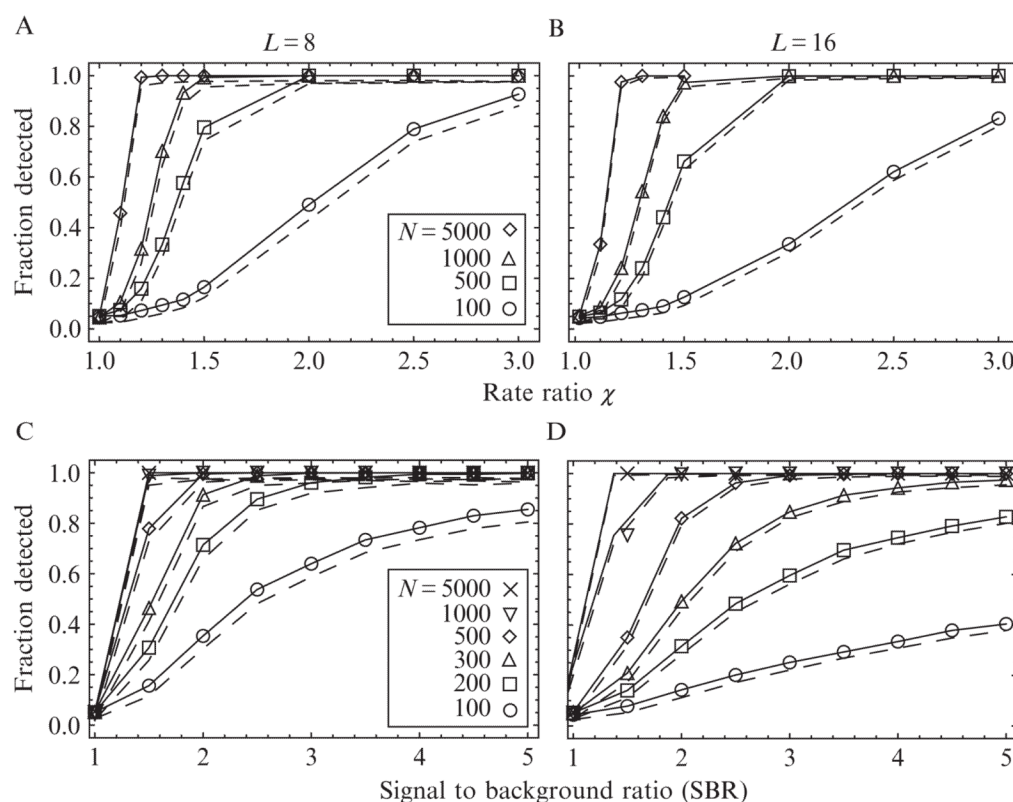 A
L = 8
B
L = 16
Fraction detected
1.0
0.8
0.6
0.4
0.2
0.0
N = 5000
1000
500
100
1.0 1.5 2.0 2.5 3.0
1.0 1.5 2.0 2.5 3.0
Rate ratio χ
C
D
Fraction detected
1.0
0.8
0.6
0.4
0.2
0.0
N = 5000
1000
500
300
200
100
1 2 3 4 5
1 2 3 4 5
Signal to background ratio (SBR)